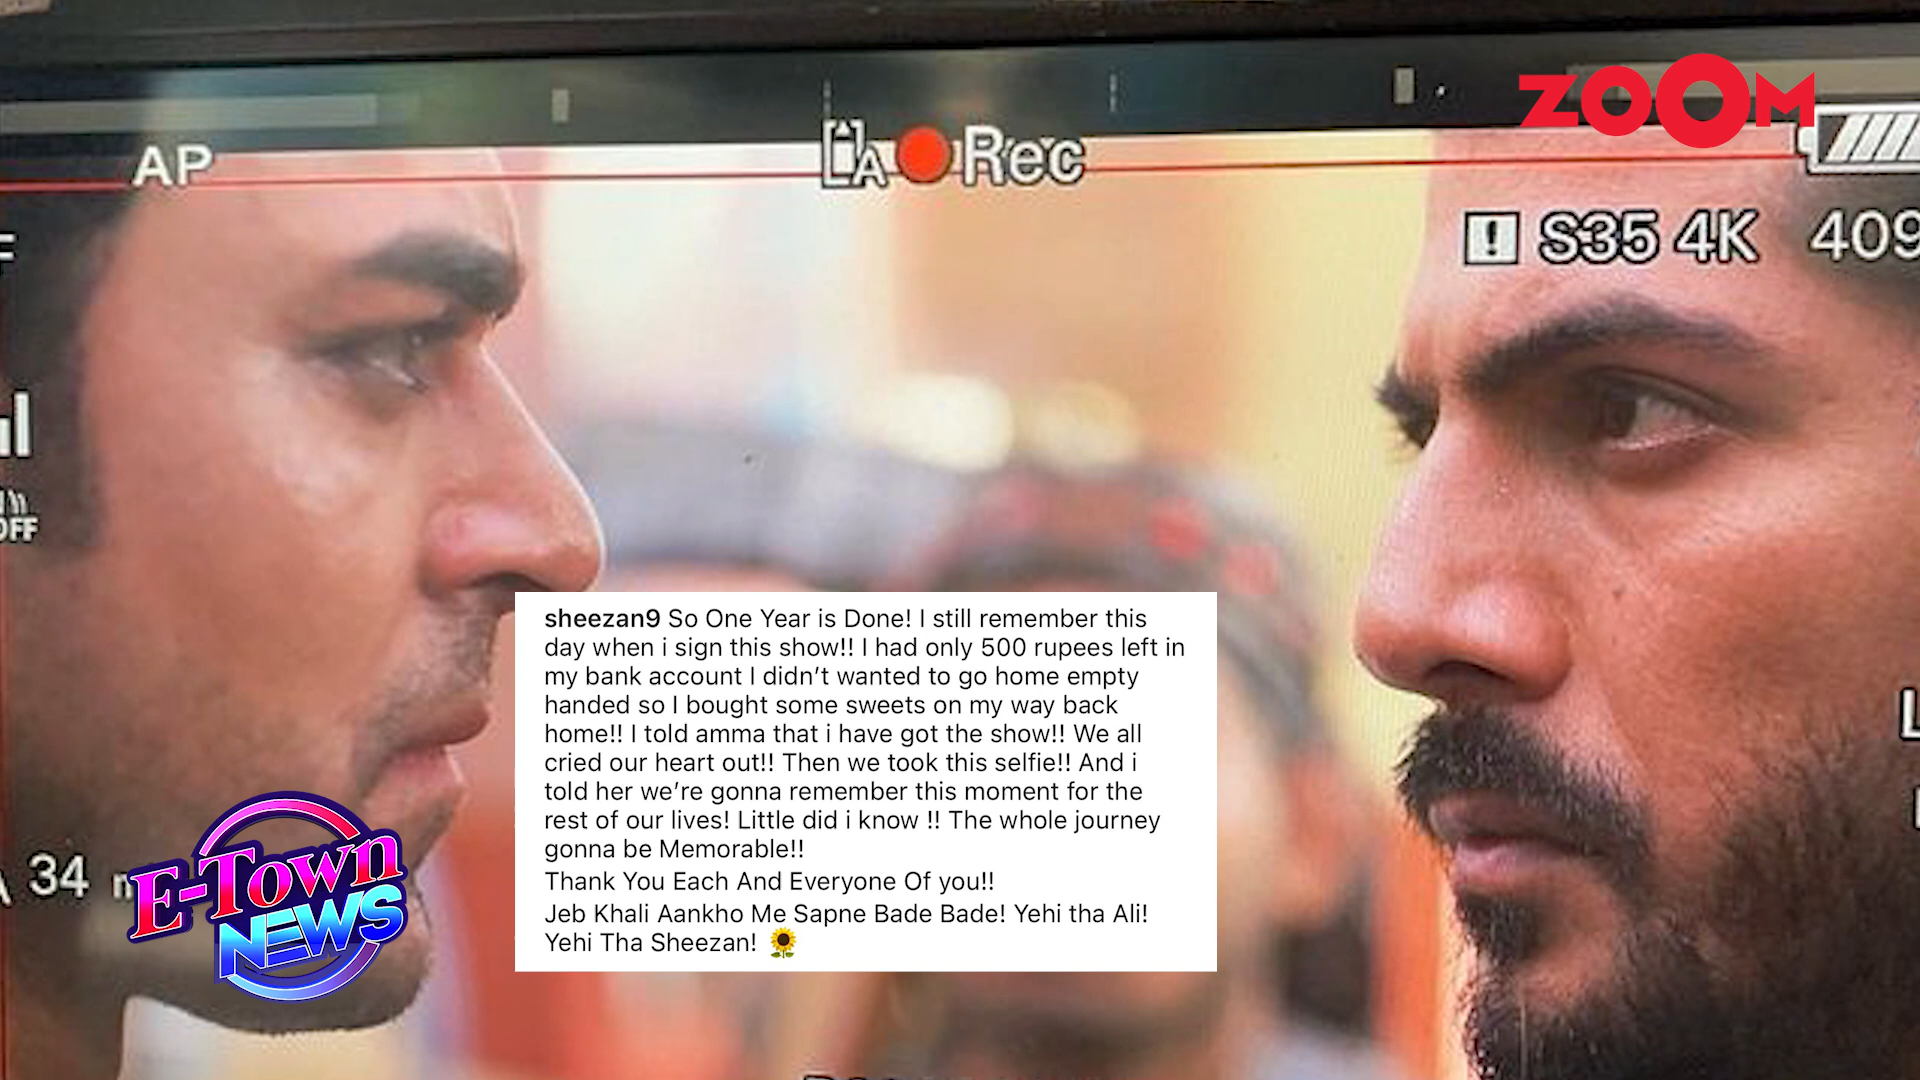 ZOOM
AP
A Rec
S35 4K 409
OFF
sheezan9 So One Year is Done! I still remember this
day when i sign this show!! I had only 500 rupees left in
my bank account I didn't wanted to go home empty
handed so I bought some sweets on my way back
home!! I told amma that i have got the show!! We all
cried our heart out!! Then we took this selfie!! And i
told her we're gonna remember this moment for the
rest of our lives! Little did i know !! The whole journey
gonna be Memorable!!
Thank You Each And Everyone Of you!!
Jeb Khali Aankho Me Sapne Bade Bade! Yehi tha Ali!
Yehi Tha Sheezan! 🌻
34
E-Town
NEWS